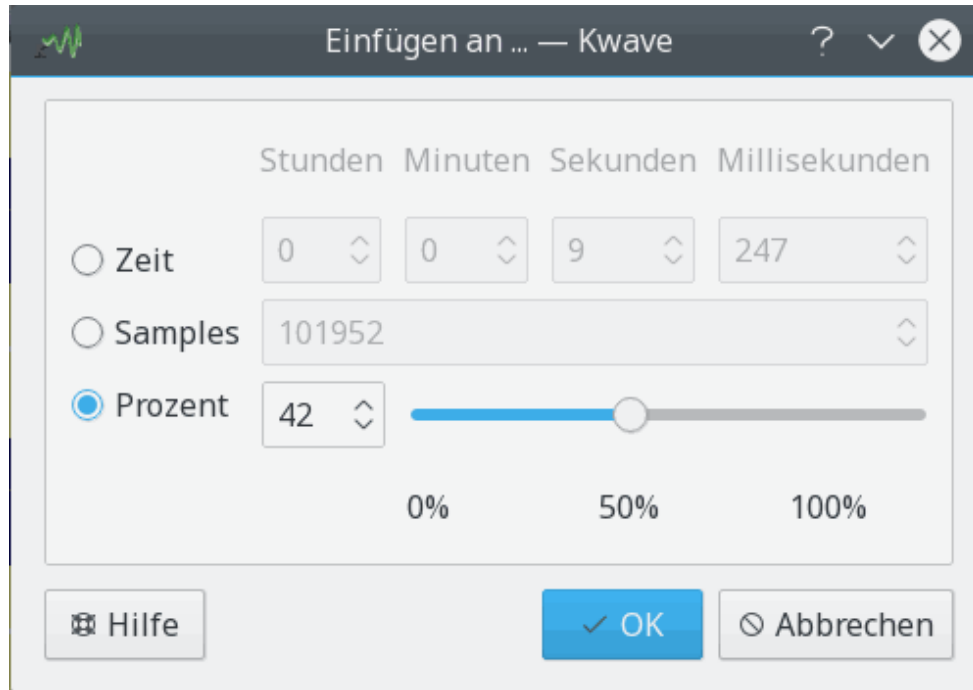 Einfügen an ... — Kwave
Stunden Minuten Sekunden Millisekunden
Zeit 0 0 9 247
Samples 101952
Prozent 42
0% 50% 100%
Hilfe OK Abbrechen